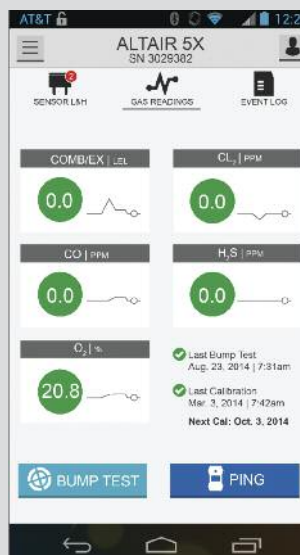 AT&T 12:2
ALTAIR 5X
SN 3029382
2
SENSOR L&H
GAS READINGS
EVENT LOG
COMB/EX | LEL
0.0
CL₂ | PPM
0.0
CO | PPM
0.0
H₂S | PPM
0.0
O₂ | %
20.8
Last Bump Test
Aug. 23, 2014 | 7:31am
Last Calibration
Mar. 3, 2014 | 7:42am
Next Cal: Oct. 3, 2014
BUMP TEST
PING